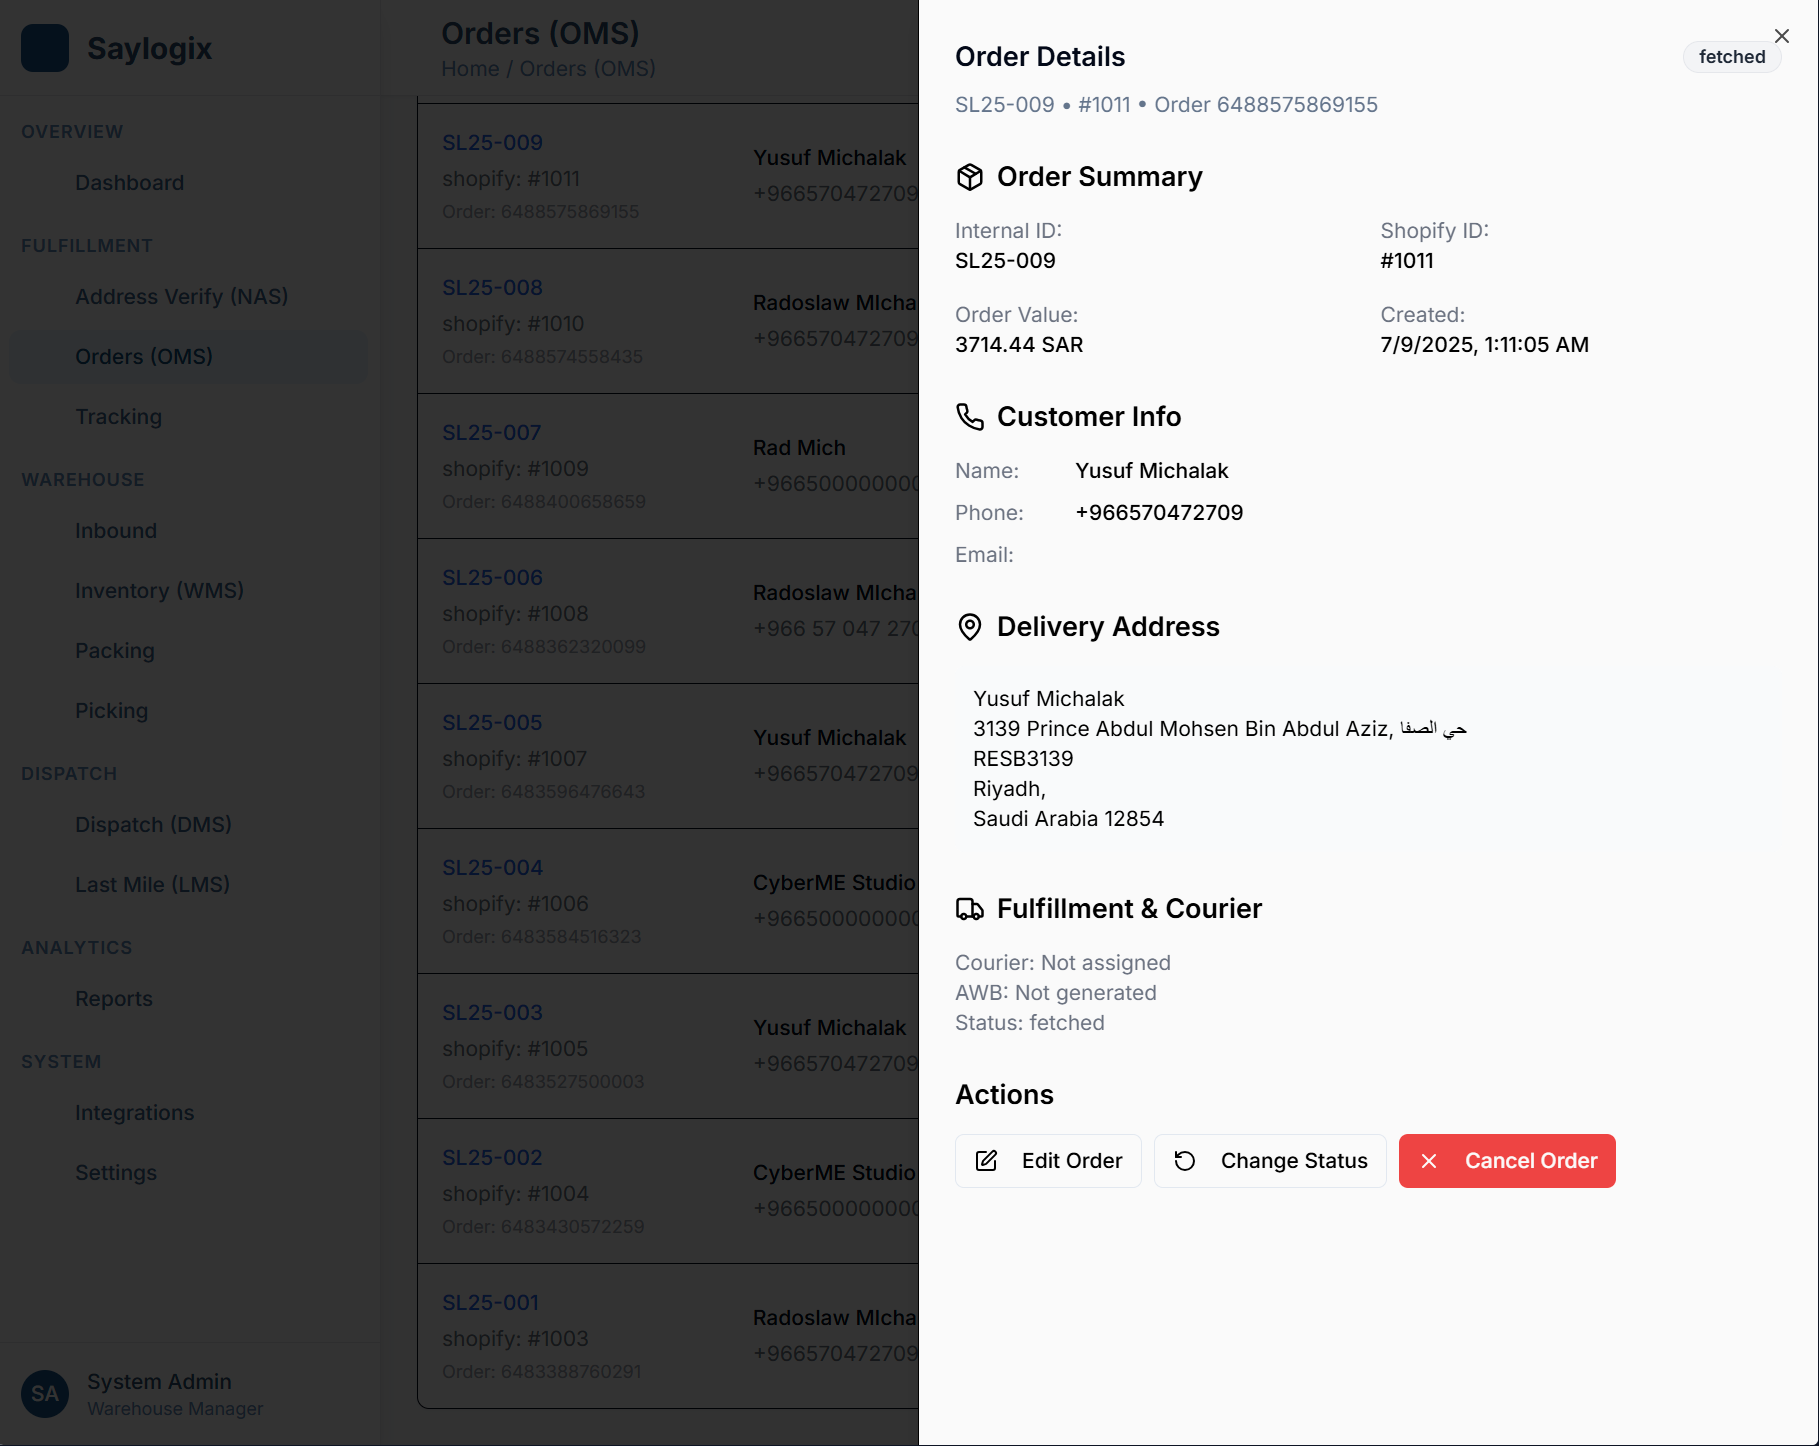 Saylogix
OVERVIEW
Dashboard
FULFILLMENT
Address Verify (NAS)
Orders (OMS)
Tracking
WAREHOUSE
Inbound
Inventory (WMS)
Packing
Picking
DISPATCH
Dispatch (DMS)
Last Mile (LMS)
ANALYTICS
Reports
SYSTEM
Integrations
Settings
SA
System Admin
Warehouse Manager
Orders (OMS)
Home / Orders (OMS)
SL25-009
shopify: #1011
Order: 6488575869155
Yusuf Michalak
+966570472709
SL25-008
shopify: #1010
Order: 6488574558435
Radoslaw MIcha
+966570472709
SL25-007
shopify: #1009
Order: 6488400658659
Rad Mich
+966500000000
SL25-006
shopify: #1008
Order: 6488362320099
Radoslaw MIcha
+966 57 047 270
SL25-005
shopify: #1007
Order: 6483596476643
Yusuf Michalak
+966570472709
SL25-004
shopify: #1006
Order: 6483584516323
CyberME Studio
+966500000000
SL25-003
shopify: #1005
Order: 6483527500003
Yusuf Michalak
+966570472709
SL25-002
shopify: #1004
Order: 6483430572259
CyberME Studio
+966500000000
SL25-001
shopify: #1003
Order: 6483388760291
Radoslaw MIcha
+966570472709
Order Details
fetched
SL25-009 • #1011 • Order 6488575869155
Order Summary
Internal ID:
SL25-009
Shopify ID:
#1011
Order Value:
3714.44 SAR
Created:
7/9/2025, 1:11:05 AM
Customer Info
Name: Yusuf Michalak
Phone: +966570472709
Email:
Delivery Address
Yusuf Michalak
3139 Prince Abdul Mohsen Bin Abdul Aziz, حي الصفا
RESB3139
Riyadh,
Saudi Arabia 12854
Fulfillment & Courier
Courier: Not assigned
AWB: Not generated
Status: fetched
Actions
Edit Order
Change Status
Cancel Order